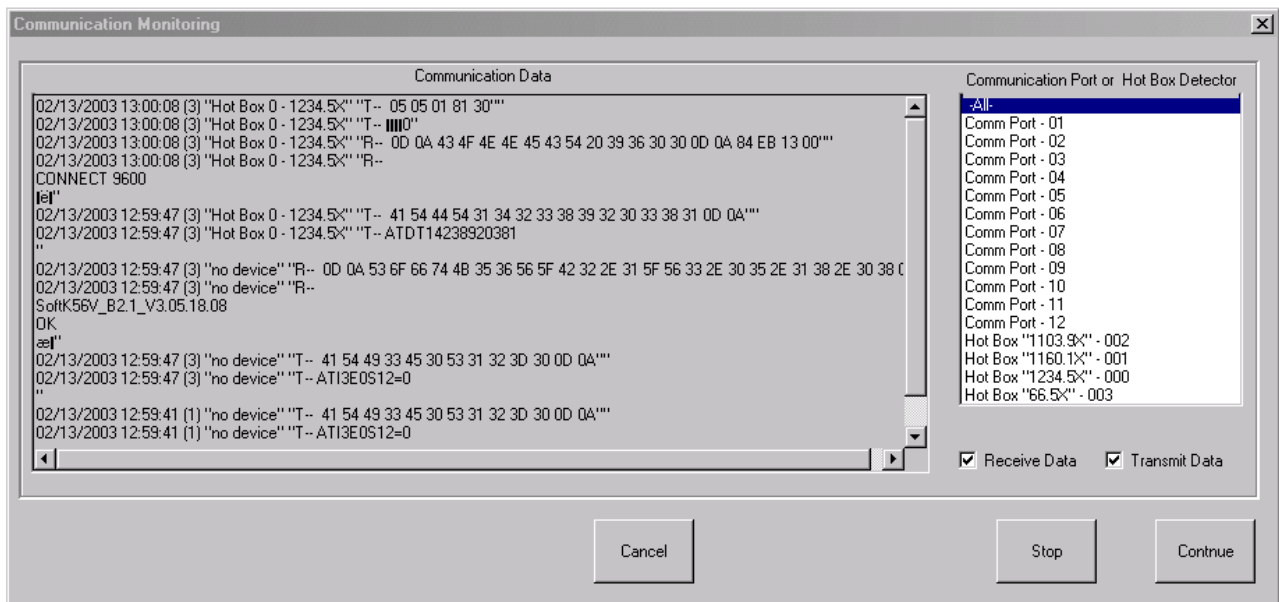 Communication Monitoring
Communication Data
02/13/2003 13:00:08 (3) "Hot Box 0 - 1234.5X" "T-- 05 05 01 81 30""
02/13/2003 13:00:08 (3) "Hot Box 0 - 1234.5X" "T-- 0"
02/13/2003 13:00:08 (3) "Hot Box 0 - 1234.5X" "R-- 0D 0A 43 4F 4E 4E 45 43 54 20 39 36 30 30 0D 0A 84 EB 13 00""
02/13/2003 13:00:08 (3) "Hot Box 0 - 1234.5X" "R--
CONNECT 9600
ë"
02/13/2003 12:59:47 (3) "Hot Box 0 - 1234.5X" "T-- 41 54 44 54 31 34 32 33 38 39 32 30 33 38 31 0D 0A""
02/13/2003 12:59:47 (3) "Hot Box 0 - 1234.5X" "T-- ATDT14238920381
"
02/13/2003 12:59:47 (3) "no device" "R-- 0D 0A 53 6F 66 74 4B 35 36 56 5F 42 32 2E 31 5F 56 33 2E 30 35 2E 31 38 2E 30 38
02/13/2003 12:59:47 (3) "no device" "R--
SoftK56V_B2.1_V3.05.18.08
OK
æ"
02/13/2003 12:59:47 (3) "no device" "T-- 41 54 49 33 45 30 53 31 32 3D 30 0D 0A""
02/13/2003 12:59:47 (3) "no device" "T-- ATI3E0S12=0
"
02/13/2003 12:59:41 (1) "no device" "T-- 41 54 49 33 45 30 53 31 32 3D 30 0D 0A""
02/13/2003 12:59:41 (1) "no device" "T-- ATI3E0S12=0
Communication Port or Hot Box Detector
-All-
Comm Port - 01
Comm Port - 02
Comm Port - 03
Comm Port - 04
Comm Port - 05
Comm Port - 06
Comm Port - 07
Comm Port - 08
Comm Port - 09
Comm Port - 10
Comm Port - 11
Comm Port - 12
Hot Box "1103.9X" - 002
Hot Box "1160.1X" - 001
Hot Box "1234.5X" - 000
Hot Box "66.5X" - 003
Receive Data
Transmit Data
Cancel
Stop
Contnue